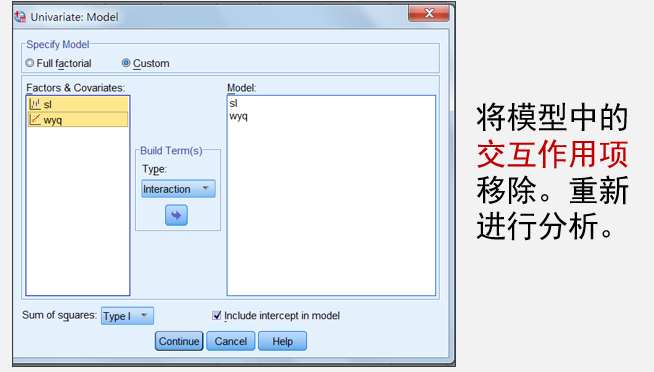 Univariate: Model
Specify Model
Full factorial
Custom
Factors & Covariates:
sl
wyq
Build Term(s)
Type:
Interaction
Model:
sl
wyq
Sum of squares:
Type I
Include intercept in model
Continue
Cancel
Help
将模型中的
交互作用项
移除。重新
进行分析。